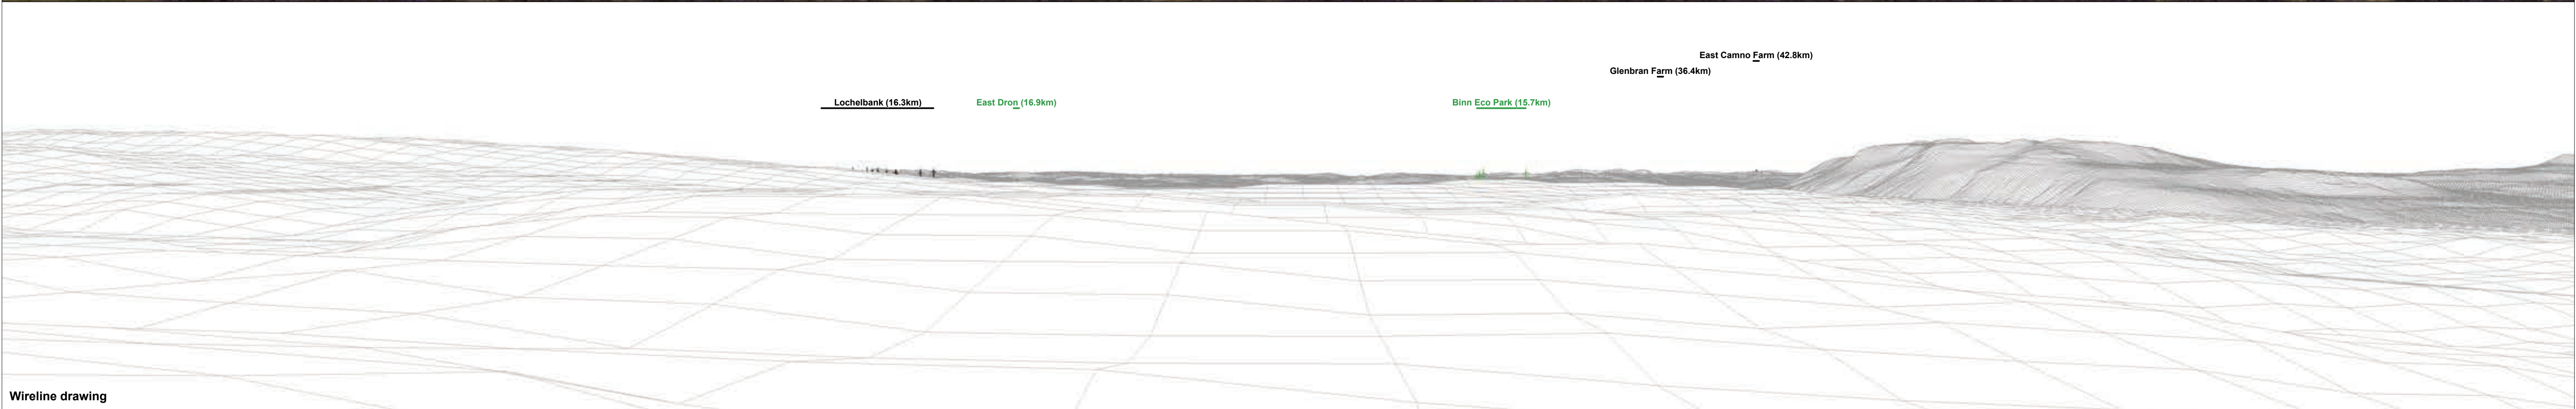 East Camno Farm (42.8km)
Glenbran Farm (36.4km)
Lochelbank (16.3km)
East Dron (16.9km)
Binn Eco Park (15.7km)
Wireline drawing